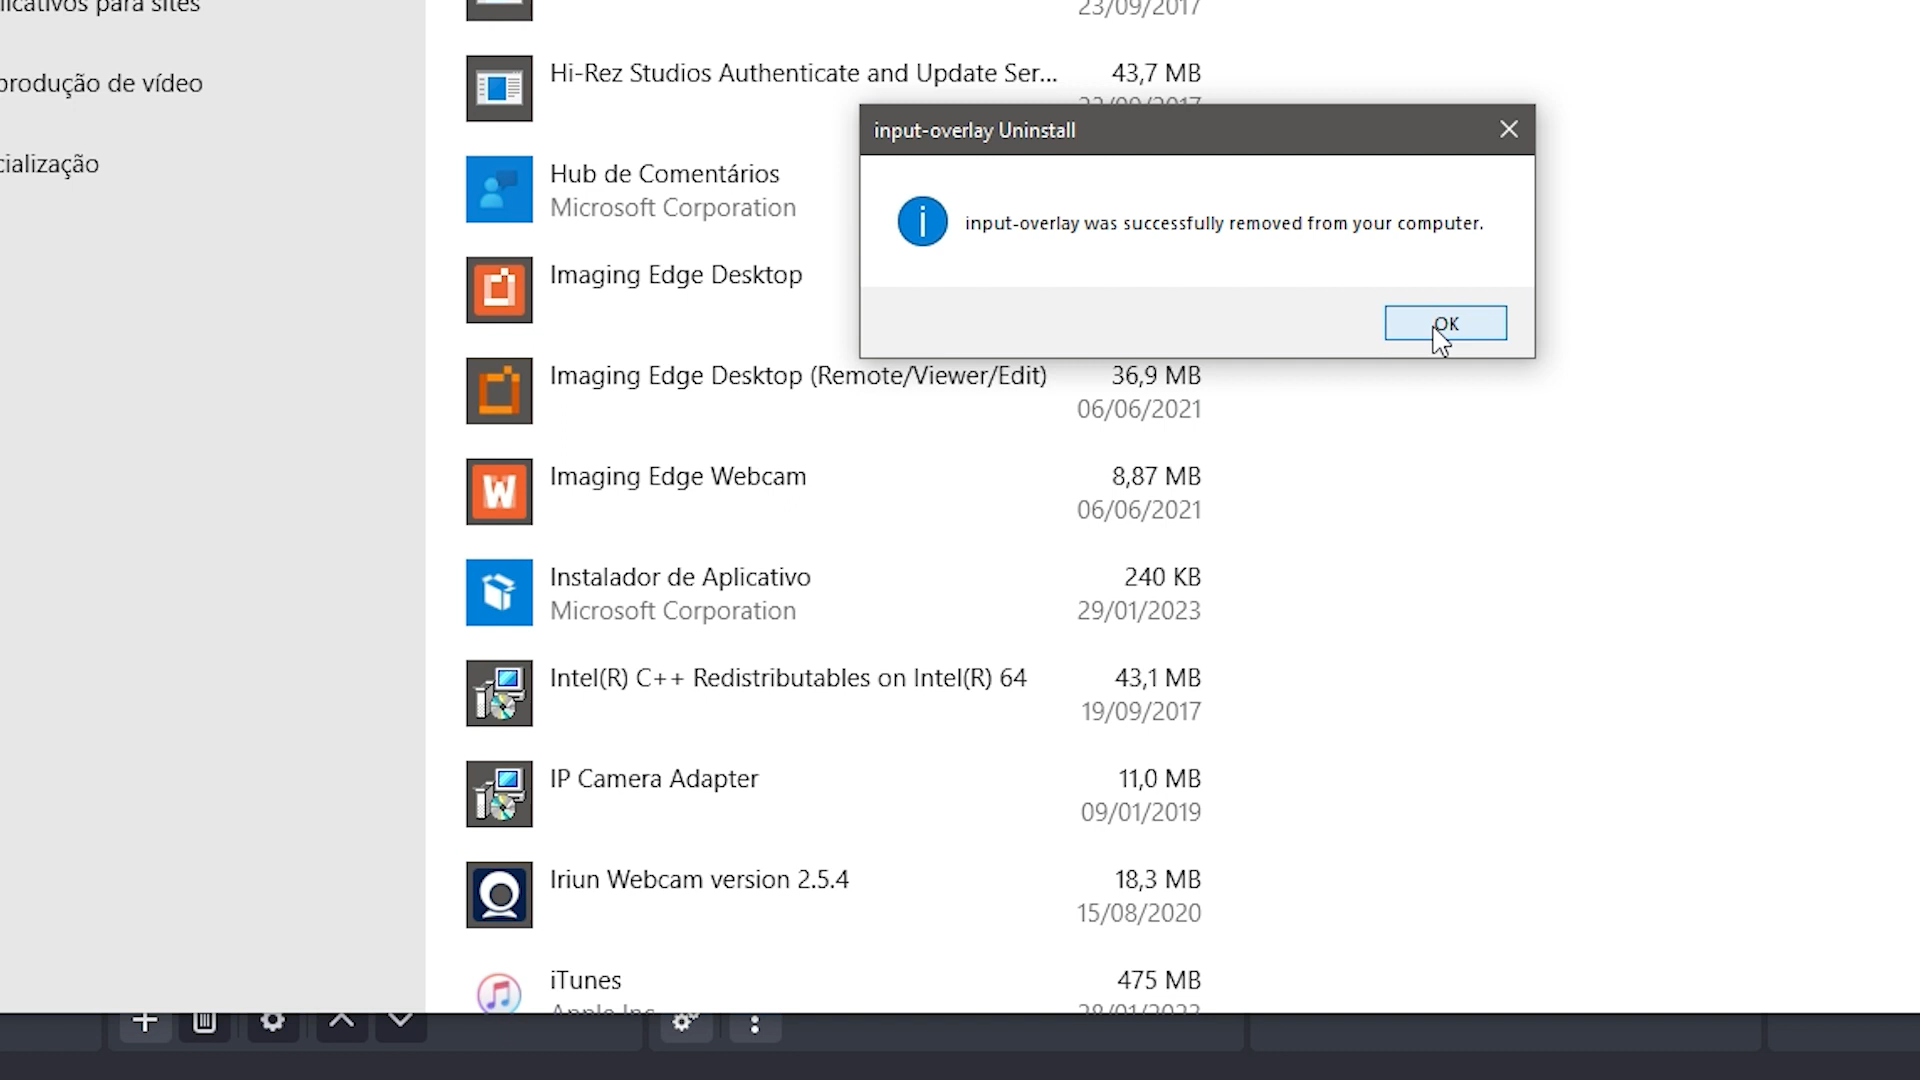 licativos para sites
produção de vídeo
cialização
23/09/2017
Hi-Rez Studios Authenticate and Update Ser...
43,7 MB
23/09/2017
input-overlay Uninstall
input-overlay was successfully removed from your computer.
OK
Hub de Comentários
Microsoft Corporation
Imaging Edge Desktop
Imaging Edge Desktop (Remote/Viewer/Edit)
36,9 MB
06/06/2021
Imaging Edge Webcam
8,87 MB
06/06/2021
Instalador de Aplicativo
240 KB
Microsoft Corporation
29/01/2023
Intel(R) C++ Redistributables on Intel(R) 64
43,1 MB
19/09/2017
IP Camera Adapter
11,0 MB
09/01/2019
Iriun Webcam version 2.5.4
18,3 MB
15/08/2020
iTunes
475 MB
Apple Inc.
28/01/2023